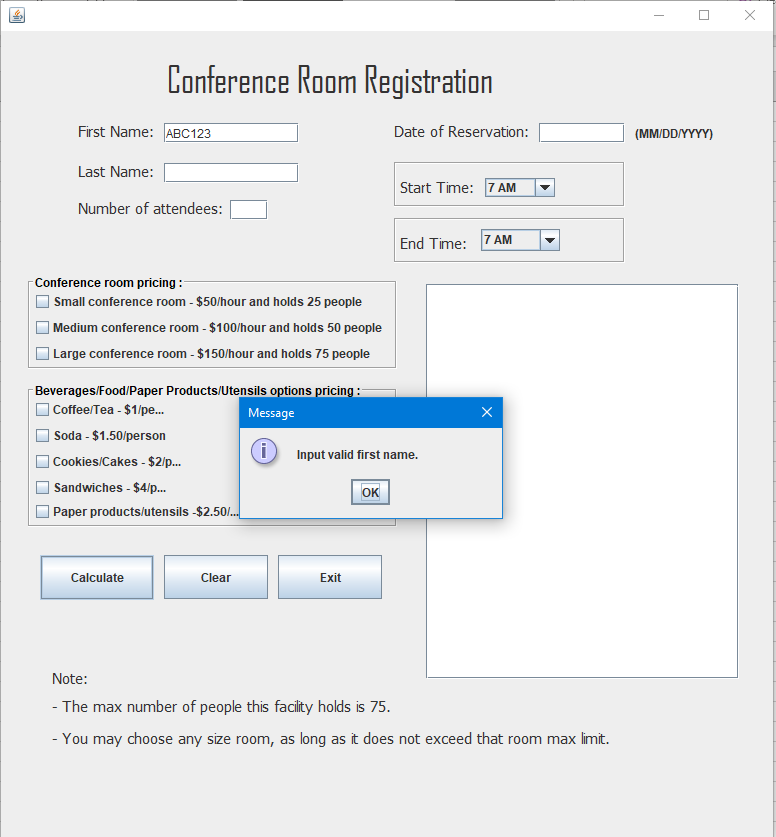 Conference Room Registration
First Name: ABC123
Date of Reservation: (MM/DD/YYYY)
Last Name:
Start Time: 7 AM
Number of attendees:
End Time: 7 AM
Conference room pricing :
Small conference room - $50/hour and holds 25 people
Medium conference room - $100/hour and holds 50 people
Large conference room - $150/hour and holds 75 people
Beverages/Food/Paper Products/Utensils options pricing :
Coffee/Tea - $1/pe...
Soda - $1.50/person
Cookies/Cakes - $2/p...
Sandwiches - $4/p...
Paper products/utensils -$2.50/...
Message
Input valid first name.
OK
Calculate
Clear
Exit
Note:
- The max number of people this facility holds is 75.
- You may choose any size room, as long as it does not exceed that room max limit.